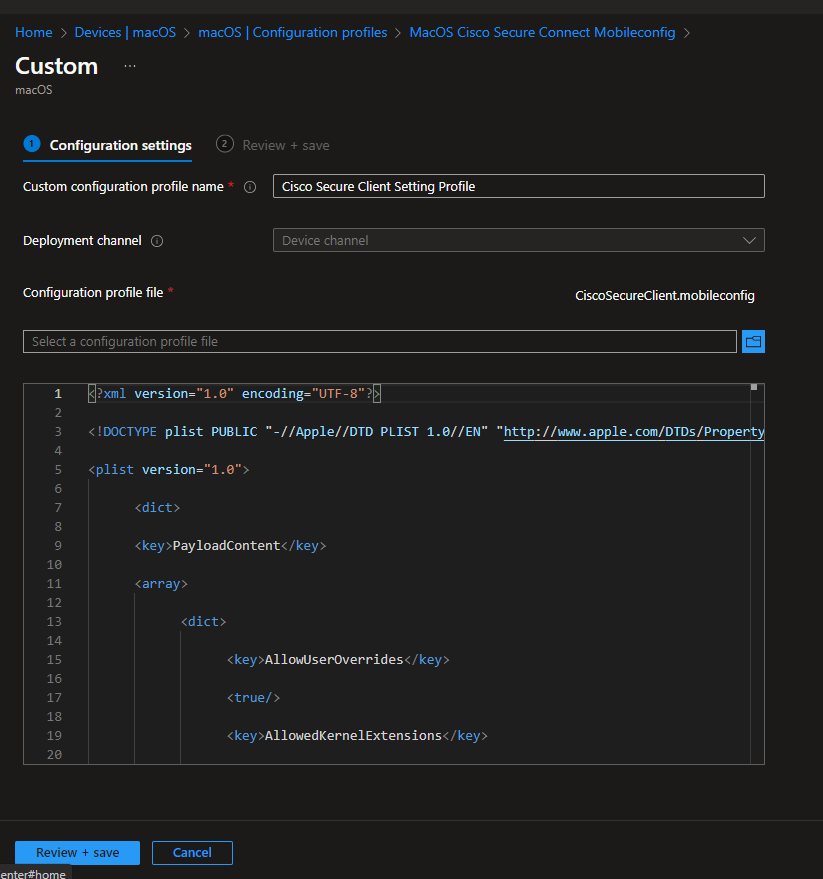 Home > Devices | macOS > macOS | Configuration profiles > MacOS Cisco Secure Connect Mobileconfig >
Custom ...
macOS
1 Configuration settings 2 Review + save
Custom configuration profile name * Cisco Secure Client Setting Profile
Deployment channel Device channel
Configuration profile file * CiscoSecureClient.mobileconfig
Select a configuration profile file
1 <?xml version="1.0" encoding="UTF-8"?>
2
3 <!DOCTYPE plist PUBLIC "-//Apple//DTD PLIST 1.0//EN" "http://www.apple.com/DTDs/Property
4
5 <plist version="1.0">
6
7 <dict>
8
9 <key>PayloadContent</key>
10
11 <array>
12
13 <dict>
14
15 <key>AllowUserOverrides</key>
16
17 <true/>
18
19 <key>AllowedKernelExtensions</key>
20
Review + save Cancel
enter#home